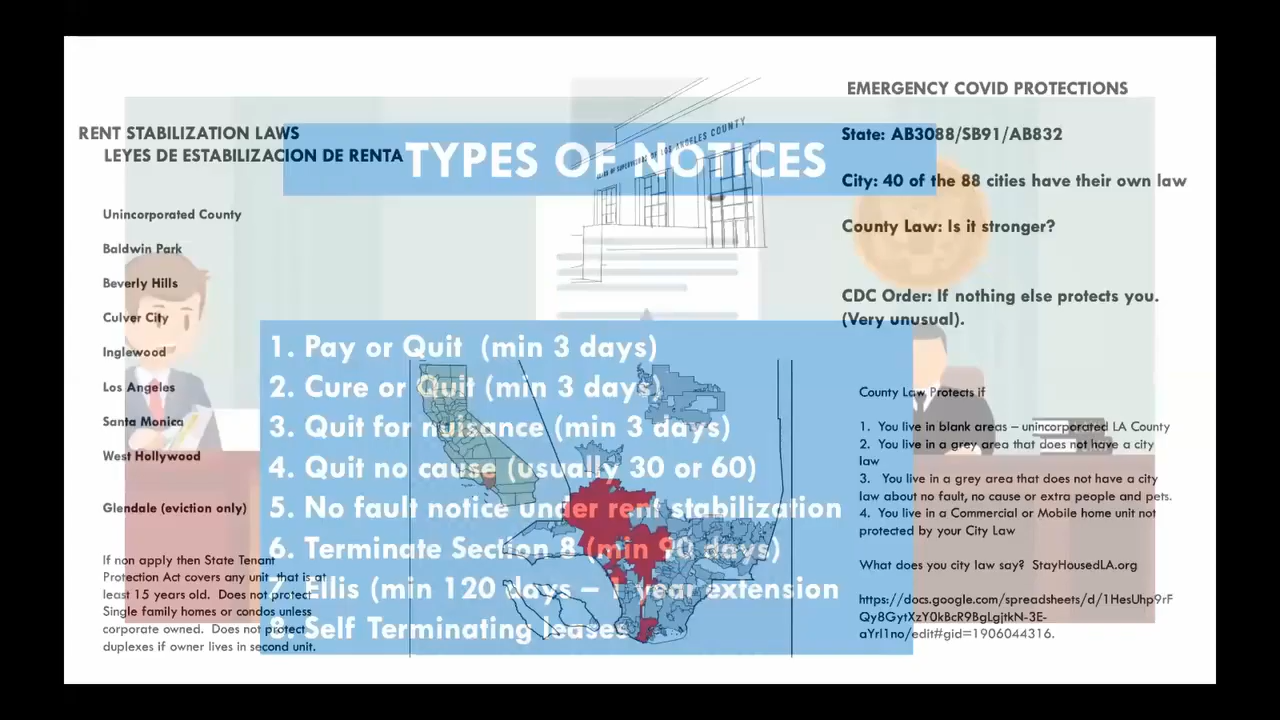 EMERGENCY COVID PROTECTIONS
RENT STABILIZATION LAWS
LEYES DE ESTABILIZACION DE RENTA
TYPES OF NOTICES
OF LOS ANGELES COUNTY
State: AB3088/SB91/AB832
City: 40 of the 88 cities have their own law
County Law: Is it stronger?
CDC Order: If nothing else protects you.
(Very unusual).
Unincorporated County
Baldwin Park
Beverly Hills
Culver City
Inglewood
Los Angeles
Santa Monica
West Hollywood
Glendale (eviction only)
If non apply then State Tenant
Protection Act covers any unit that is at
least 15 years old. Does not protect
Single family homes or condos unless
corporate owned. Does not protect
duplexes if owner lives in second unit.
1. Pay or Quit (min 3 days)
2. Cure or Quit (min 3 days)
3. Quit for nuisance (min 3 days)
4. Quit no cause (usually 30 or 60)
5. No fault notice under rent stabilization
6. Terminate Section 8 (min 90 days)
7. Ellis (min 120 days – 1 year extension
8. Self Terminating leases
County Law Protects if
1. You live in blank areas – unincorporated LA County
2. You live in a grey area that does not have a city
law
3. You live in a grey area that does not have a city
law about no fault, no cause or extra people and pets.
4. You live in a Commercial or Mobile home unit not
protected by your City Law
What does you city law say? StayHousedLA.org
https://docs.google.com/spreadsheets/d/1HesUhp9rF
Qy8GytXzY0kBcR9BgLgjtkN-3E-
aYrl1no/edit#gid=1906044316.